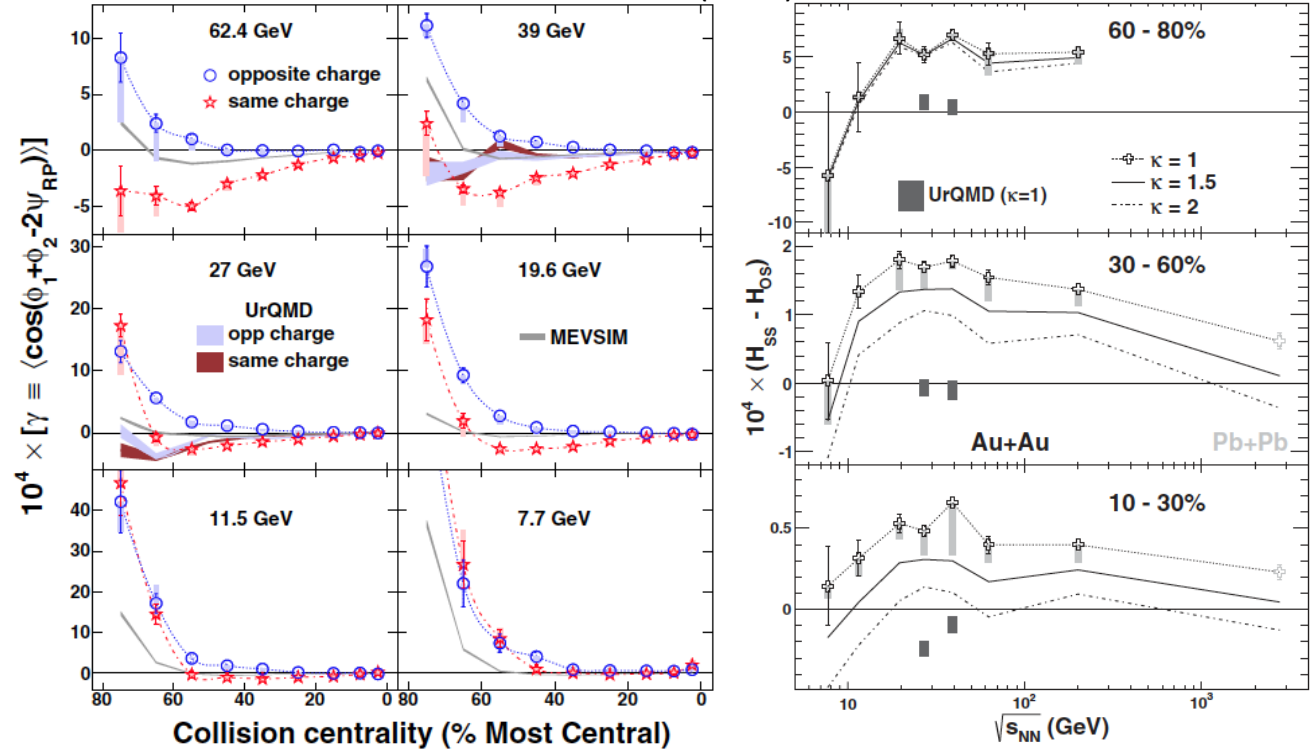 10⁴ × [γ ≡ ⟨cos(ϕ₁+ϕ₂-2ψ_RP)⟩]
62.4 GeV
opposite charge
same charge
10
5
0
-5
39 GeV
27 GeV
UrQMD
opp charge
same charge
30
20
10
0
19.6 GeV
MEVSIM
11.5 GeV
40
30
20
10
0
7.7 GeV
80 60 40 20 0
80 60 40 20 0
Collision centrality (% Most Central)
10⁴ × (H_SS - H_OS)
60 - 80%
5
0
-5
-10
κ = 1
κ = 1.5
κ = 2
UrQMD (κ=1)
30 - 60%
2
1
0
-1
Au+Au
Pb+Pb
10 - 30%
0.5
0
10 10² 10³
√s_NN (GeV)